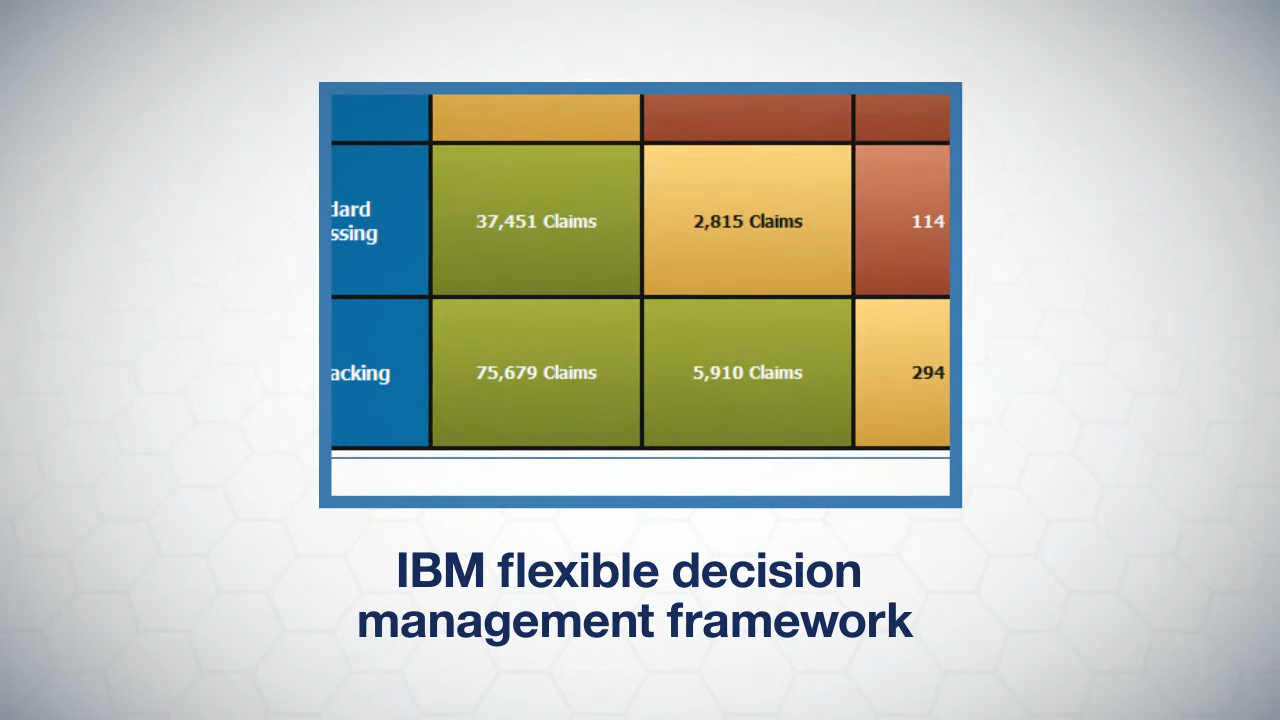 dard
ssing
37,451 Claims
2,815 Claims
114
acking
75,679 Claims
5,910 Claims
294
IBM flexible decision
management framework